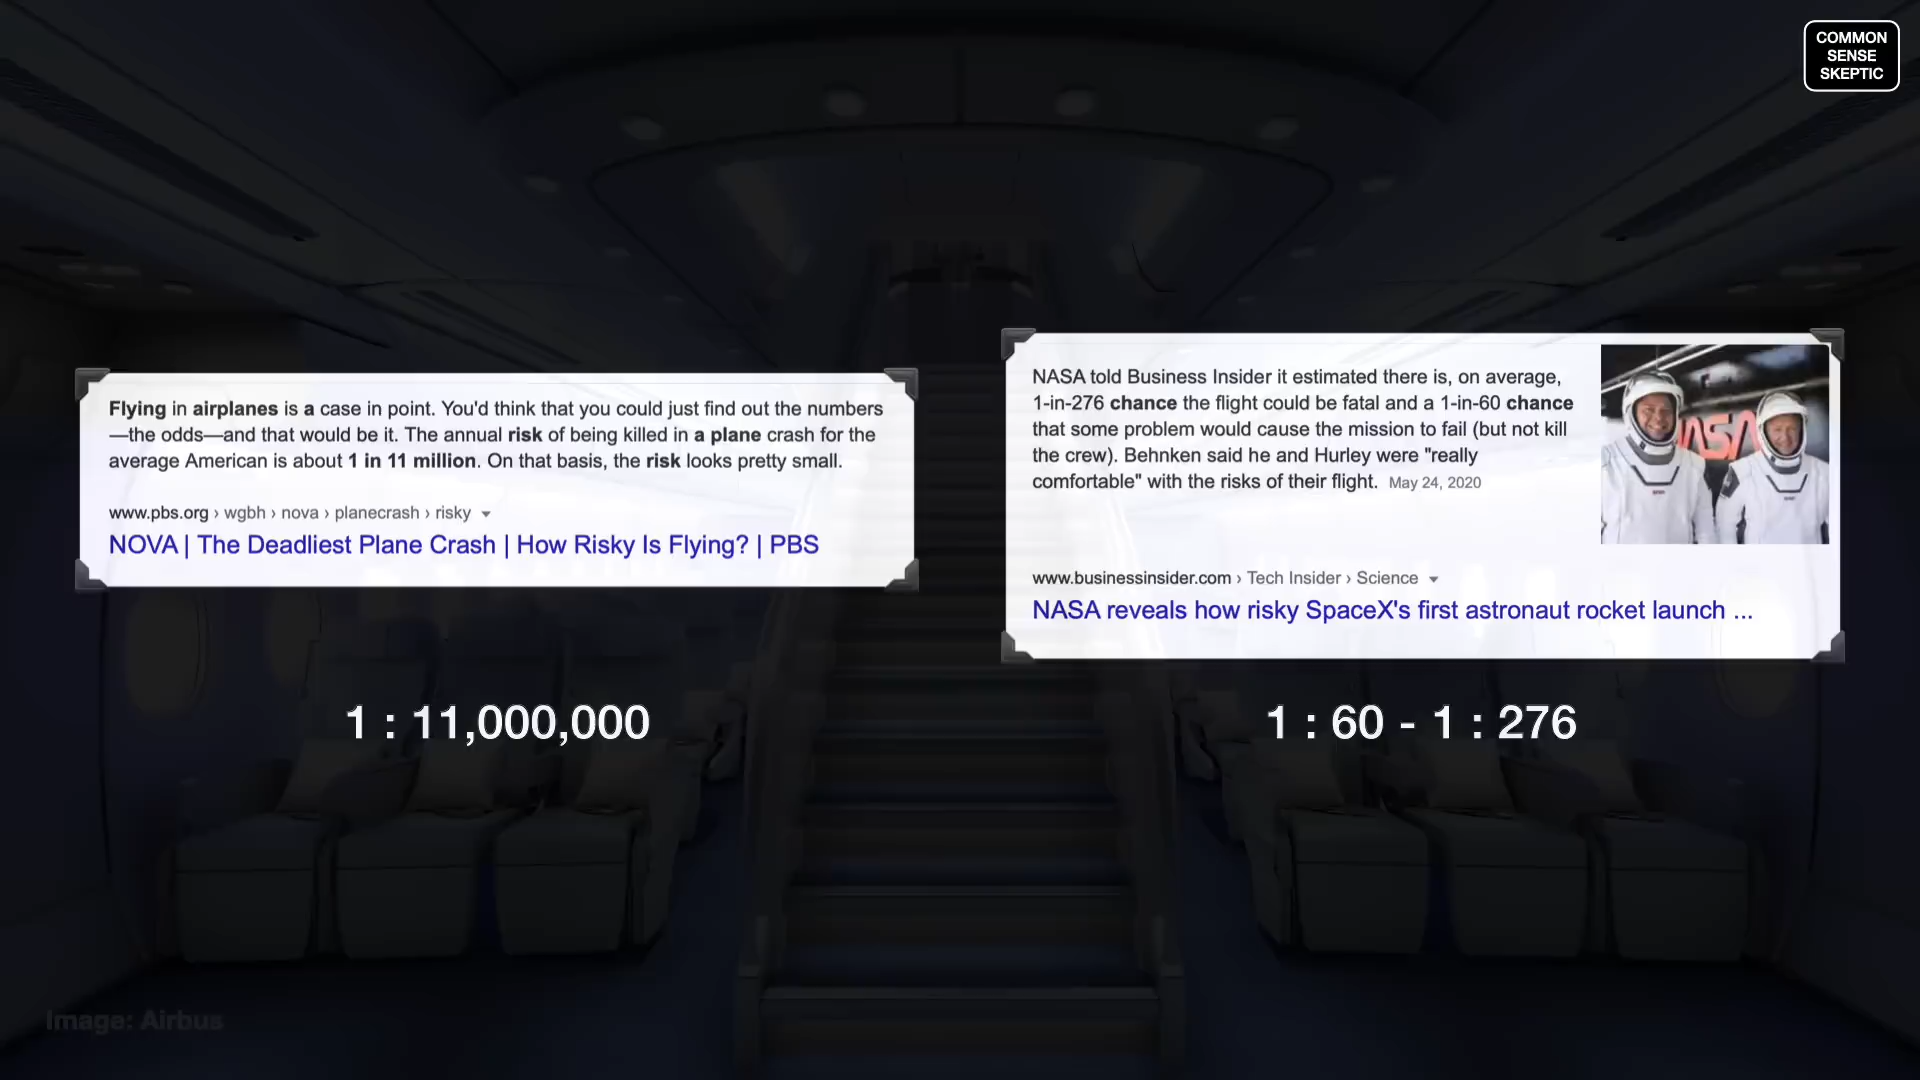 COMMON
SENSE
SKEPTIC
Flying in airplanes is a case in point. You'd think that you could just find out the numbers
—the odds—and that would be it. The annual risk of being killed in a plane crash for the
average American is about 1 in 11 million. On that basis, the risk looks pretty small.
www.pbs.org › wgbh › nova › planecrash › risky
NOVA | The Deadliest Plane Crash | How Risky Is Flying? | PBS
1 : 11,000,000
NASA told Business Insider it estimated there is, on average,
1-in-276 chance the flight could be fatal and a 1-in-60 chance
that some problem would cause the mission to fail (but not kill
the crew). Behnken said he and Hurley were "really
comfortable" with the risks of their flight. May 24, 2020
NASA
www.businessinsider.com › Tech Insider › Science
NASA reveals how risky SpaceX's first astronaut rocket launch ...
1 : 60 - 1 : 276
Image: Airbus